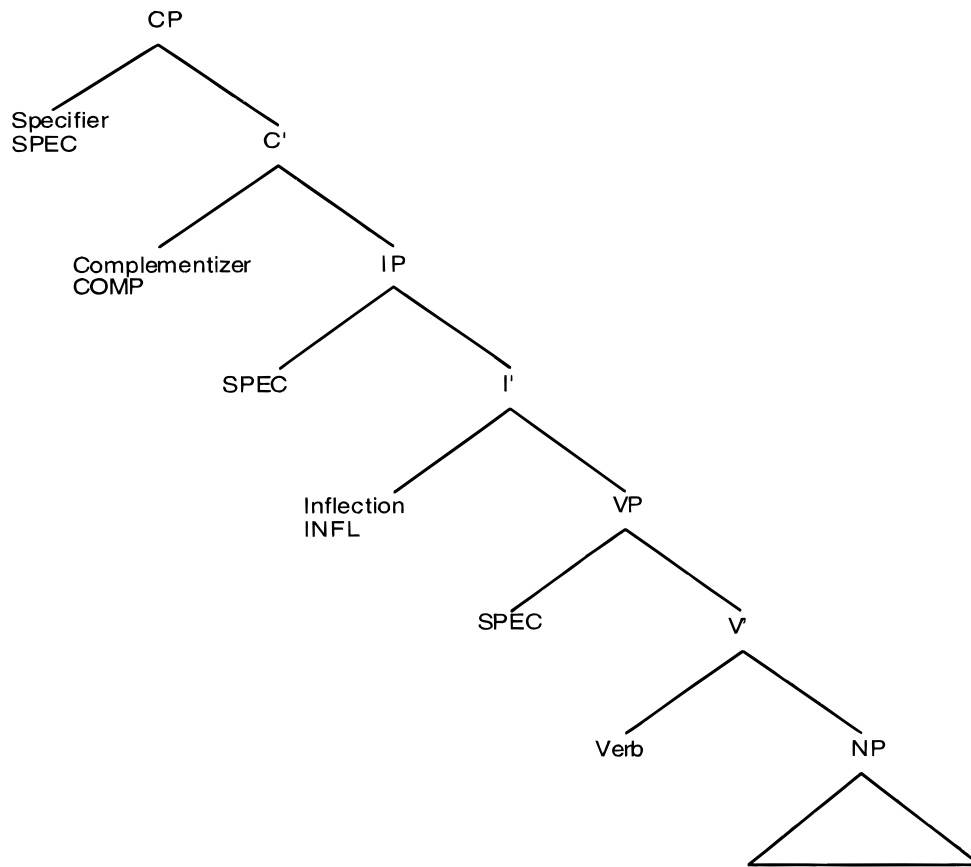 CP
Specifier
SPEC
C'
Complementizer
COMP
IP
SPEC
I'
Inflection
INFL
VP
SPEC
V'
Verb
NP